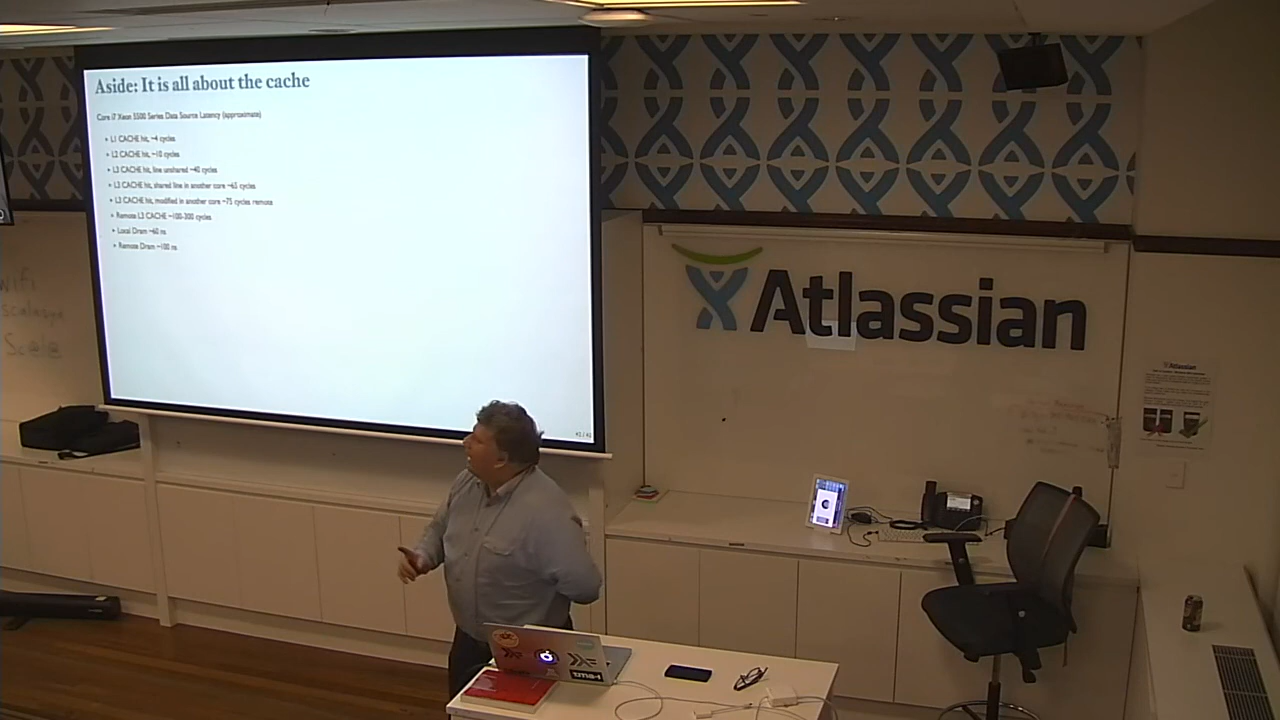 Aside: It is all about the cache
Core i7 Xeon 5500 Series Data Source Latency (approximate)
L1 CACHE hit, ~4 cycles
L2 CACHE hit, ~10 cycles
L3 CACHE hit, line unshared ~40 cycles
L3 CACHE hit, shared line in another core ~65 cycles
L3 CACHE hit, modified in another core ~75 cycles remote
Remote L3 CACHE ~100-300 cycles
Local Dram ~60 ns
Remote Dram ~100 ns
wifi
Scala
Atlassian
Atlassian